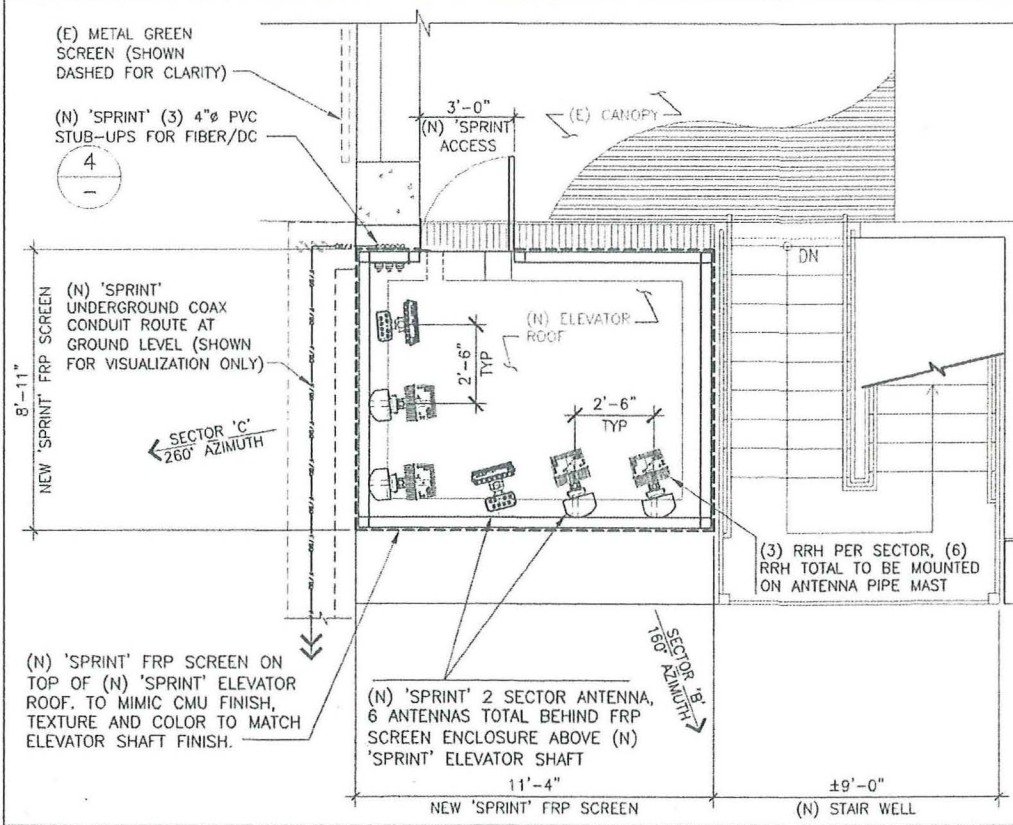 (E) METAL GREEN
SCREEN (SHOWN
DASHED FOR CLARITY)
(N) 'SPRINT' (3) 4"ø PVC
STUB-UPS FOR FIBER/DC
4
-
3'-0"
(N) 'SPRINT'
ACCESS
(E) CANOPY
DN
8'-11"
NEW 'SPRINT' FRP SCREEN
(N) 'SPRINT'
UNDERGROUND COAX
CONDUIT ROUTE AT
GROUND LEVEL (SHOWN
FOR VISUALIZATION ONLY)
(N) ELEVATOR
ROOF
2'-6"
TYP
2'-6"
TYP
SECTOR 'C'
260° AZIMUTH
(3) RRH PER SECTOR, (6)
RRH TOTAL TO BE MOUNTED
ON ANTENNA PIPE MAST
SECTOR 'B'
160° AZIMUTH
(N) 'SPRINT' FRP SCREEN ON
TOP OF (N) 'SPRINT' ELEVATOR
ROOF. TO MIMIC CMU FINISH,
TEXTURE AND COLOR TO MATCH
ELEVATOR SHAFT FINISH.
(N) 'SPRINT' 2 SECTOR ANTENNA,
6 ANTENNAS TOTAL BEHIND FRP
SCREEN ENCLOSURE ABOVE (N)
'SPRINT' ELEVATOR SHAFT
11'-4"
NEW 'SPRINT' FRP SCREEN
±9'-0"
(N) STAIR WELL